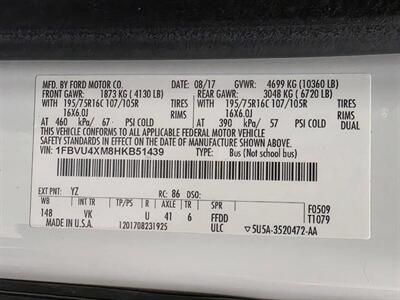 MFD. BY FORD MOTOR CO. 08/17 GVWR: 4699 KG (10360 LB)
FRONT GAWR: 1873 KG ( 4130 LB) REAR GAWR: 3048 KG ( 6720 LB)
195/75R16C 107/105R TIRES 195/75R16C 107/105R TIRES
16X6.0J RIMS 16X6.0J RIMS
AT 460 kPa/ 67 PSI COLD AT 390 kPa/ 57 PSI COLD
THIS VEHICLE CONFORMS TO ALL APPLICABLE FEDERAL MOTOR VEHICLE
SAFETY STANDARDS IN EFFECT ON THE DATE OF MANUFACTURE SHOWN ABOVE.
VIN: 1FBVU4XM8HKB51439 TYPE: Bus (Not school bus)
EXT PNT: YZ RC: 86 DSO:
WB INT TR TP/PS R AX TR SPR F0509
148 VK U 41 6 FFDD T1079
MADE IN U.S.A. 1201708231925 ULC 5U5A-3520472-AA